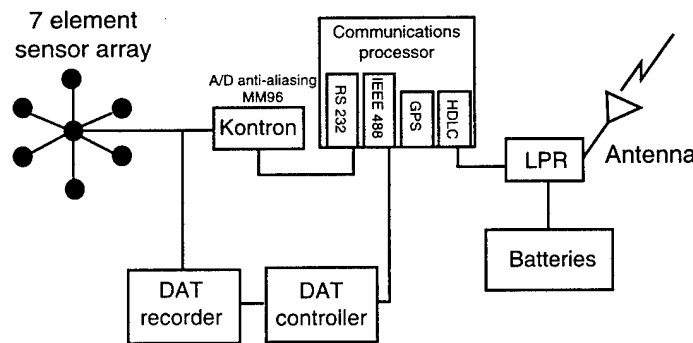 7 element
sensor array
A/D anti-aliasing
MM96
Kontron
Communications
processor
RS 232
IEEE 488
GPS
HDLC
LPR
Antenna
Batteries
DAT
recorder
DAT
controller